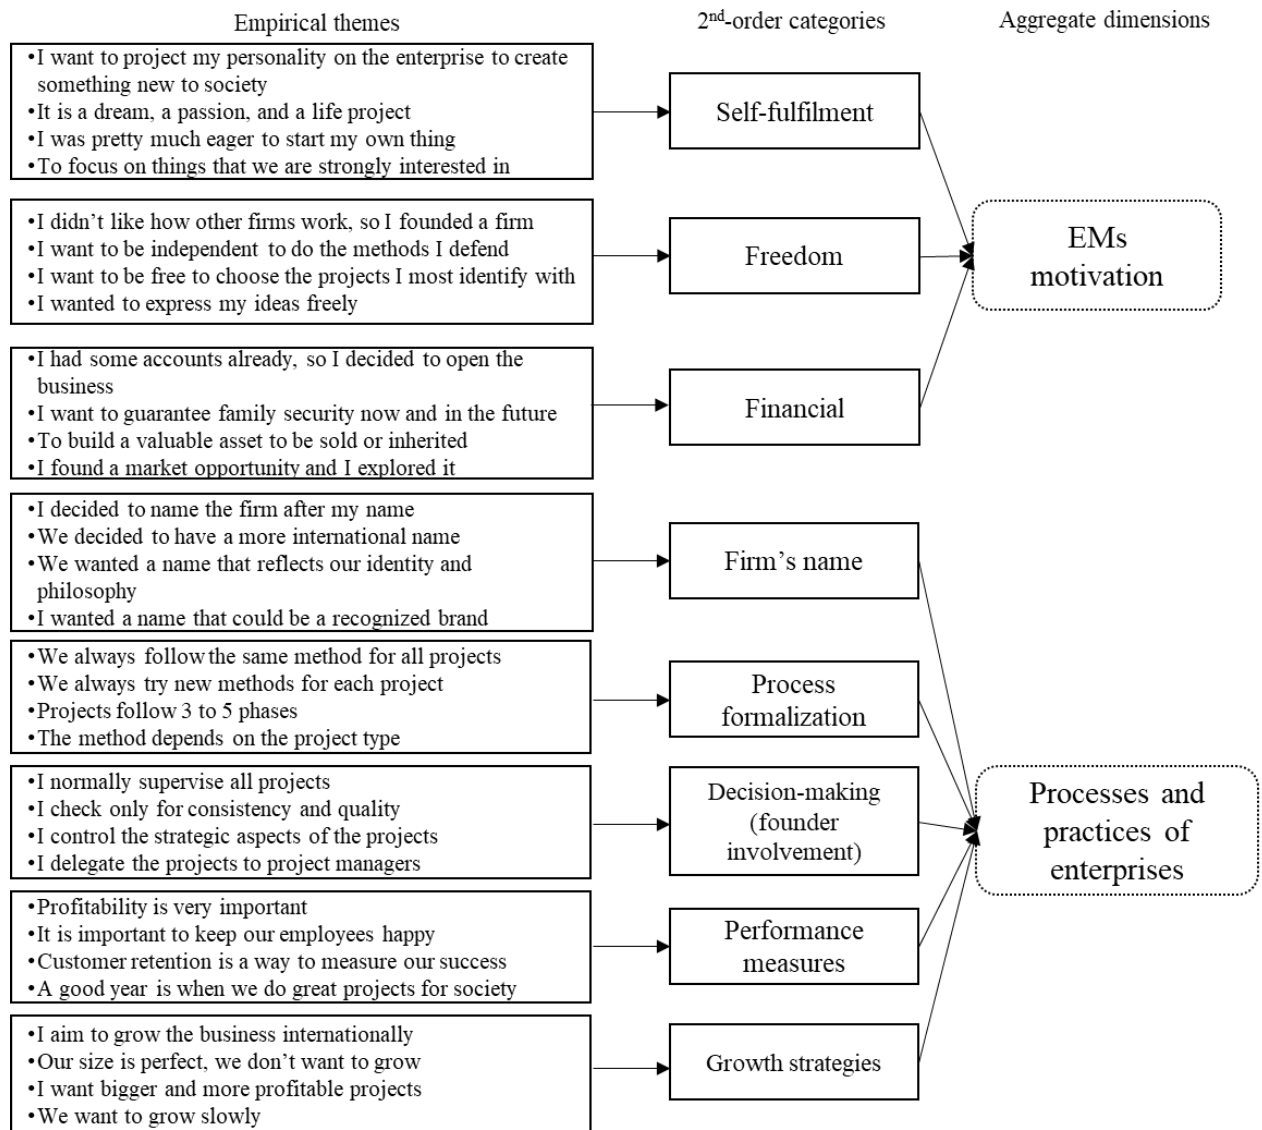 Empirical themes
2nd-order categories
Aggregate dimensions
•I want to project my personality on the enterprise to create
something new to society
•It is a dream, a passion, and a life project
•I was pretty much eager to start my own thing
•To focus on things that we are strongly interested in
Self-fulfilment
•I didn’t like how other firms work, so I founded a firm
•I want to be independent to do the methods I defend
•I want to be free to choose the projects I most identify with
•I wanted to express my ideas freely
Freedom
EMs
motivation
•I had some accounts already, so I decided to open the
business
•I want to guarantee family security now and in the future
•To build a valuable asset to be sold or inherited
•I found a market opportunity and I explored it
Financial
•I decided to name the firm after my name
•We decided to have a more international name
•We wanted a name that reflects our identity and
philosophy
•I wanted a name that could be a recognized brand
Firm’s name
•We always follow the same method for all projects
•We always try new methods for each project
•Projects follow 3 to 5 phases
•The method depends on the project type
Process
formalization
•I normally supervise all projects
•I check only for consistency and quality
•I control the strategic aspects of the projects
•I delegate the projects to project managers
Decision-making
(founder
involvement)
Processes and
practices of
enterprises
•Profitability is very important
•It is important to keep our employees happy
•Customer retention is a way to measure our success
•A good year is when we do great projects for society
Performance
measures
•I aim to grow the business internationally
•Our size is perfect, we don’t want to grow
•I want bigger and more profitable projects
•We want to grow slowly
Growth strategies